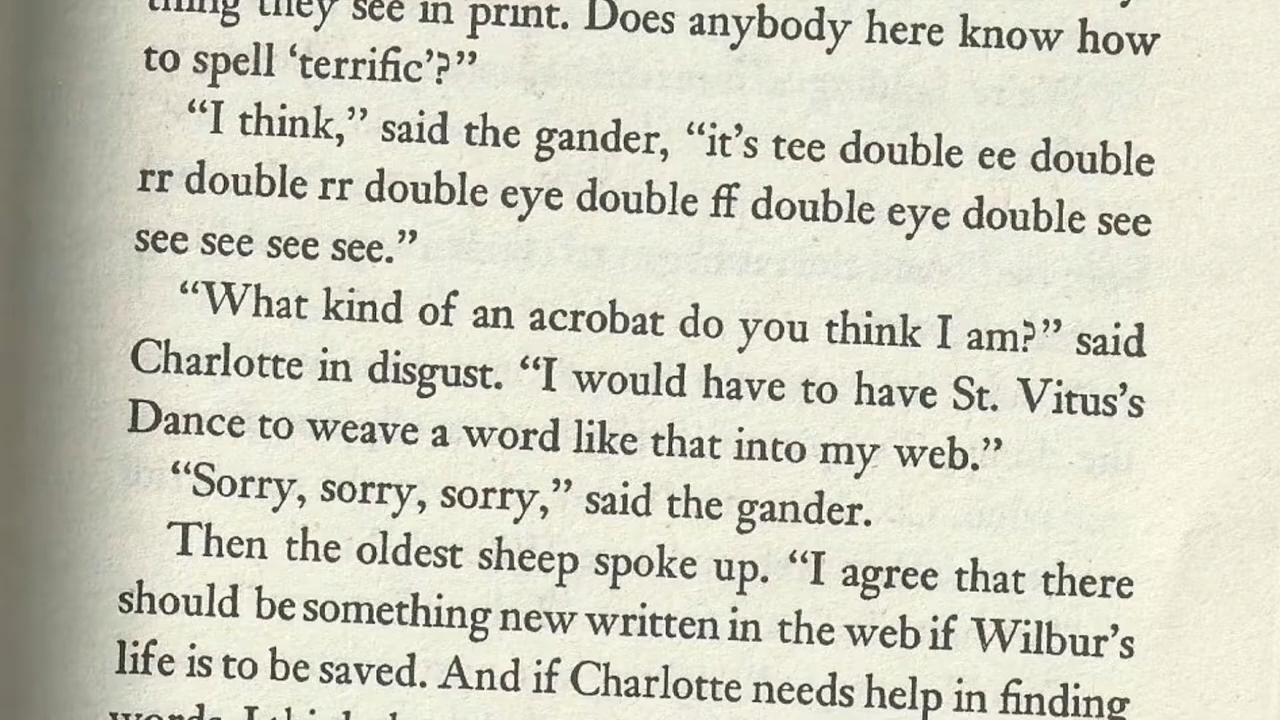 thing they see in print. Does anybody here know how
to spell ‘terrific’?”
“I think,” said the gander, “it’s tee double ee double
rr double rr double eye double ff double eye double see
see see see see.”
“What kind of an acrobat do you think I am?” said
Charlotte in disgust. “I would have to have St. Vitus’s
Dance to weave a word like that into my web.”
“Sorry, sorry, sorry,” said the gander.
Then the oldest sheep spoke up. “I agree that there
should be something new written in the web if Wilbur’s
life is to be saved. And if Charlotte needs help in finding
words, I think